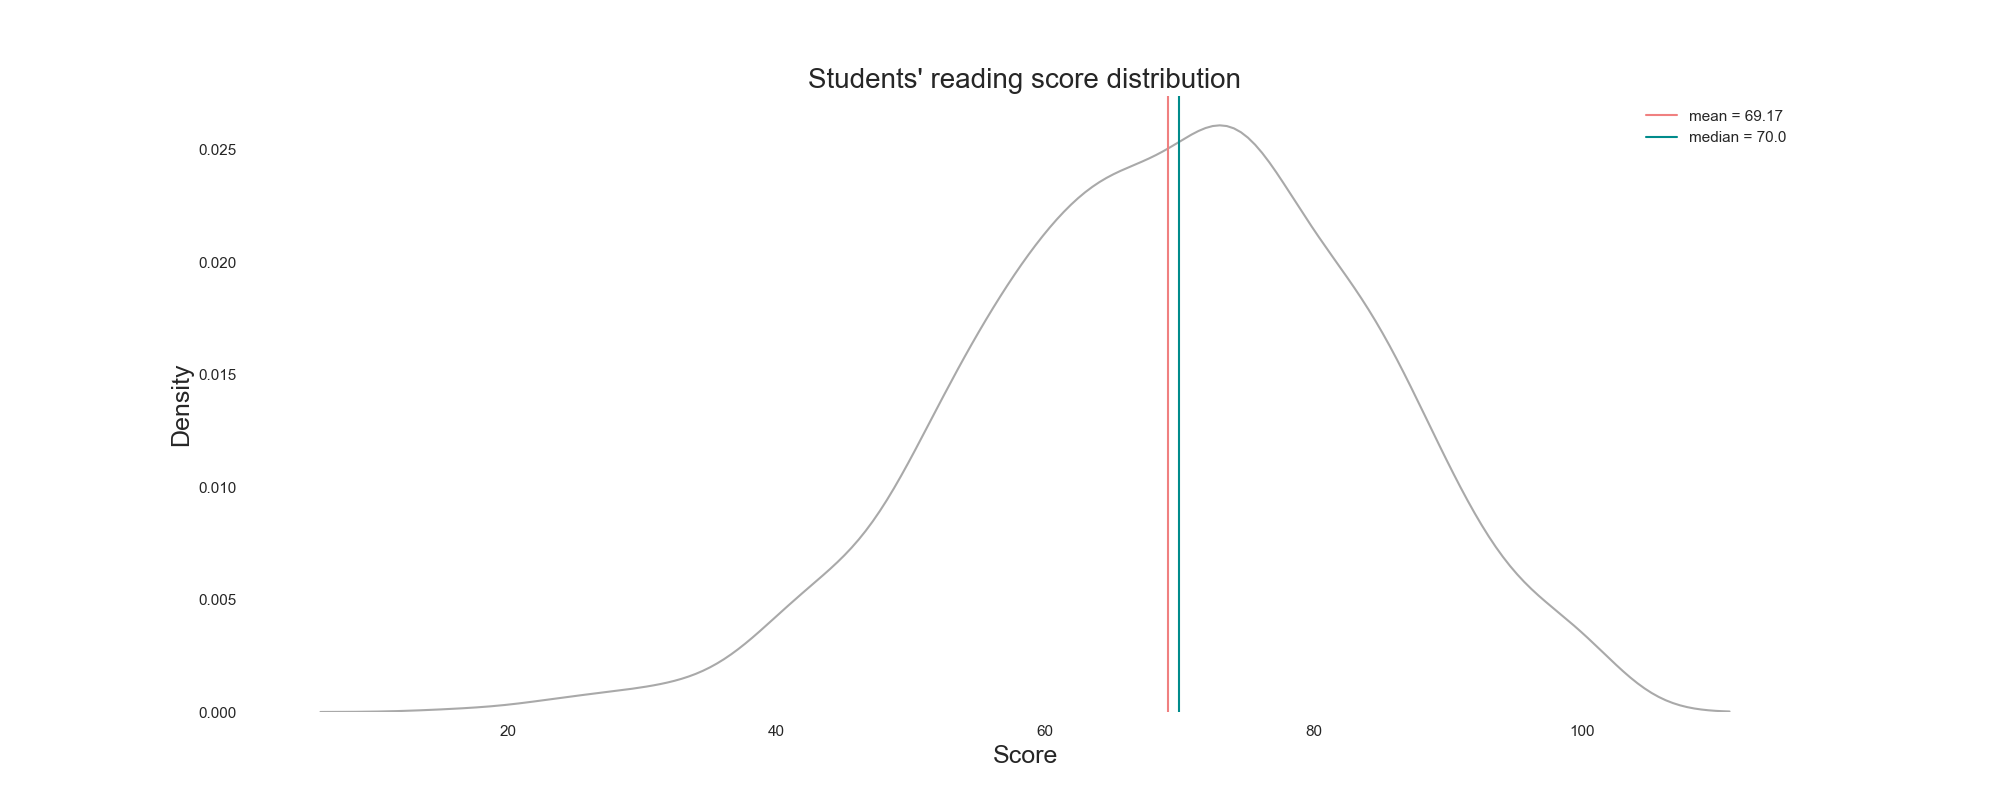 Students' reading score distribution
mean = 69.17
median = 70.0
Density
0.025
0.020
0.015
0.010
0.005
0.000
20 40 60 80 100
Score